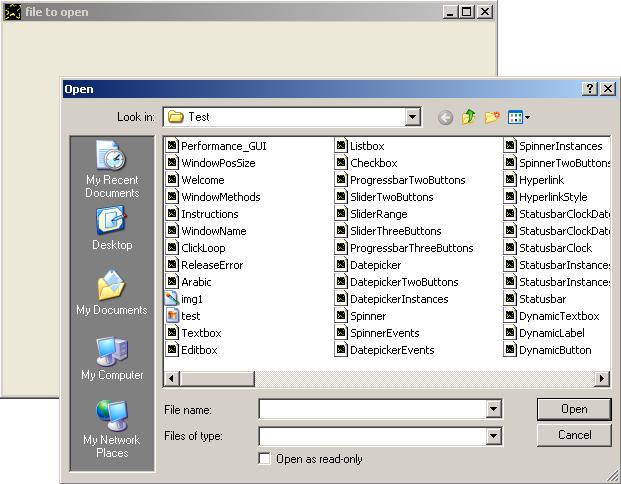 file to open
Open
Look in:
Test
My Recent
Documents
Desktop
My Documents
My Computer
My Network
Places
Performance_GUI
WindowPosSize
Welcome
WindowMethods
Instructions
WindowName
ClickLoop
ReleaseError
Arabic
img1
test
Textbox
Editbox
Listbox
Checkbox
ProgressbarTwoButtons
SliderTwoButtons
SliderRange
SliderThreeButtons
ProgressbarThreeButtons
Datepicker
DatepickerTwoButtons
DatepickerInstances
Spinner
SpinnerEvents
DatepickerEvents
SpinnerInstances
SpinnerTwoButtons
Hyperlink
HyperlinkStyle
StatusbarClockDate
StatusbarClockDate
StatusbarClock
StatusbarInstances
StatusbarInstances
Statusbar
DynamicTextbox
DynamicLabel
DynamicButton
File name:
Open
Files of type:
Cancel
Open as read-only